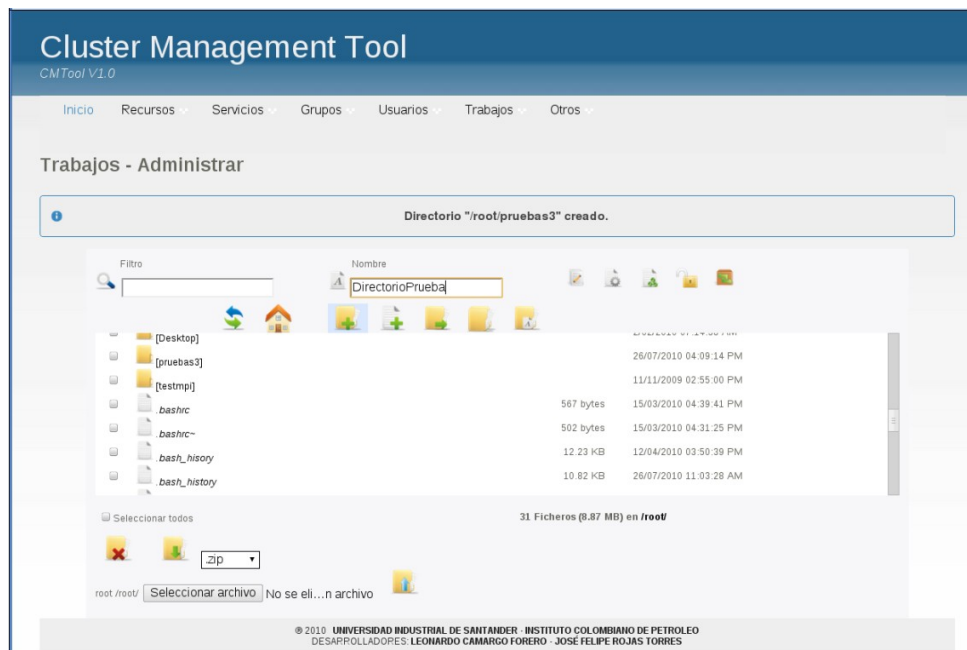 Cluster Management Tool
CMTool V1.0
Inicio Recursos Servicios Grupos Usuarios Trabajos Otros
Trabajos - Administrar
Directorio "/root/pruebas3" creado.
Filtro Nombre
DirectorioPrueba
[Desktop]
[pruebas3] 26/07/2010 04:09:14 PM
[testmpi] 11/11/2009 02:55:00 PM
.bashrc 567 bytes 15/03/2010 04:39:41 PM
.bashrc~ 502 bytes 15/03/2010 04:31:25 PM
.bash_hisory 12.23 KB 12/04/2010 03:50:39 PM
.bash_history 10.82 KB 26/07/2010 11:03:28 AM
Seleccionar todos 31 Ficheros (8.87 MB) en /root/
.zip
root /root/ Seleccionar archivo No se eli...n archivo
© 2010 UNIVERSIDAD INDUSTRIAL DE SANTANDER - INSTITUTO COLOMBIANO DE PETROLEO
DESARROLLADORES: LEONARDO CAMARGO FORERO - JOSÉ FELIPE ROJAS TORRES